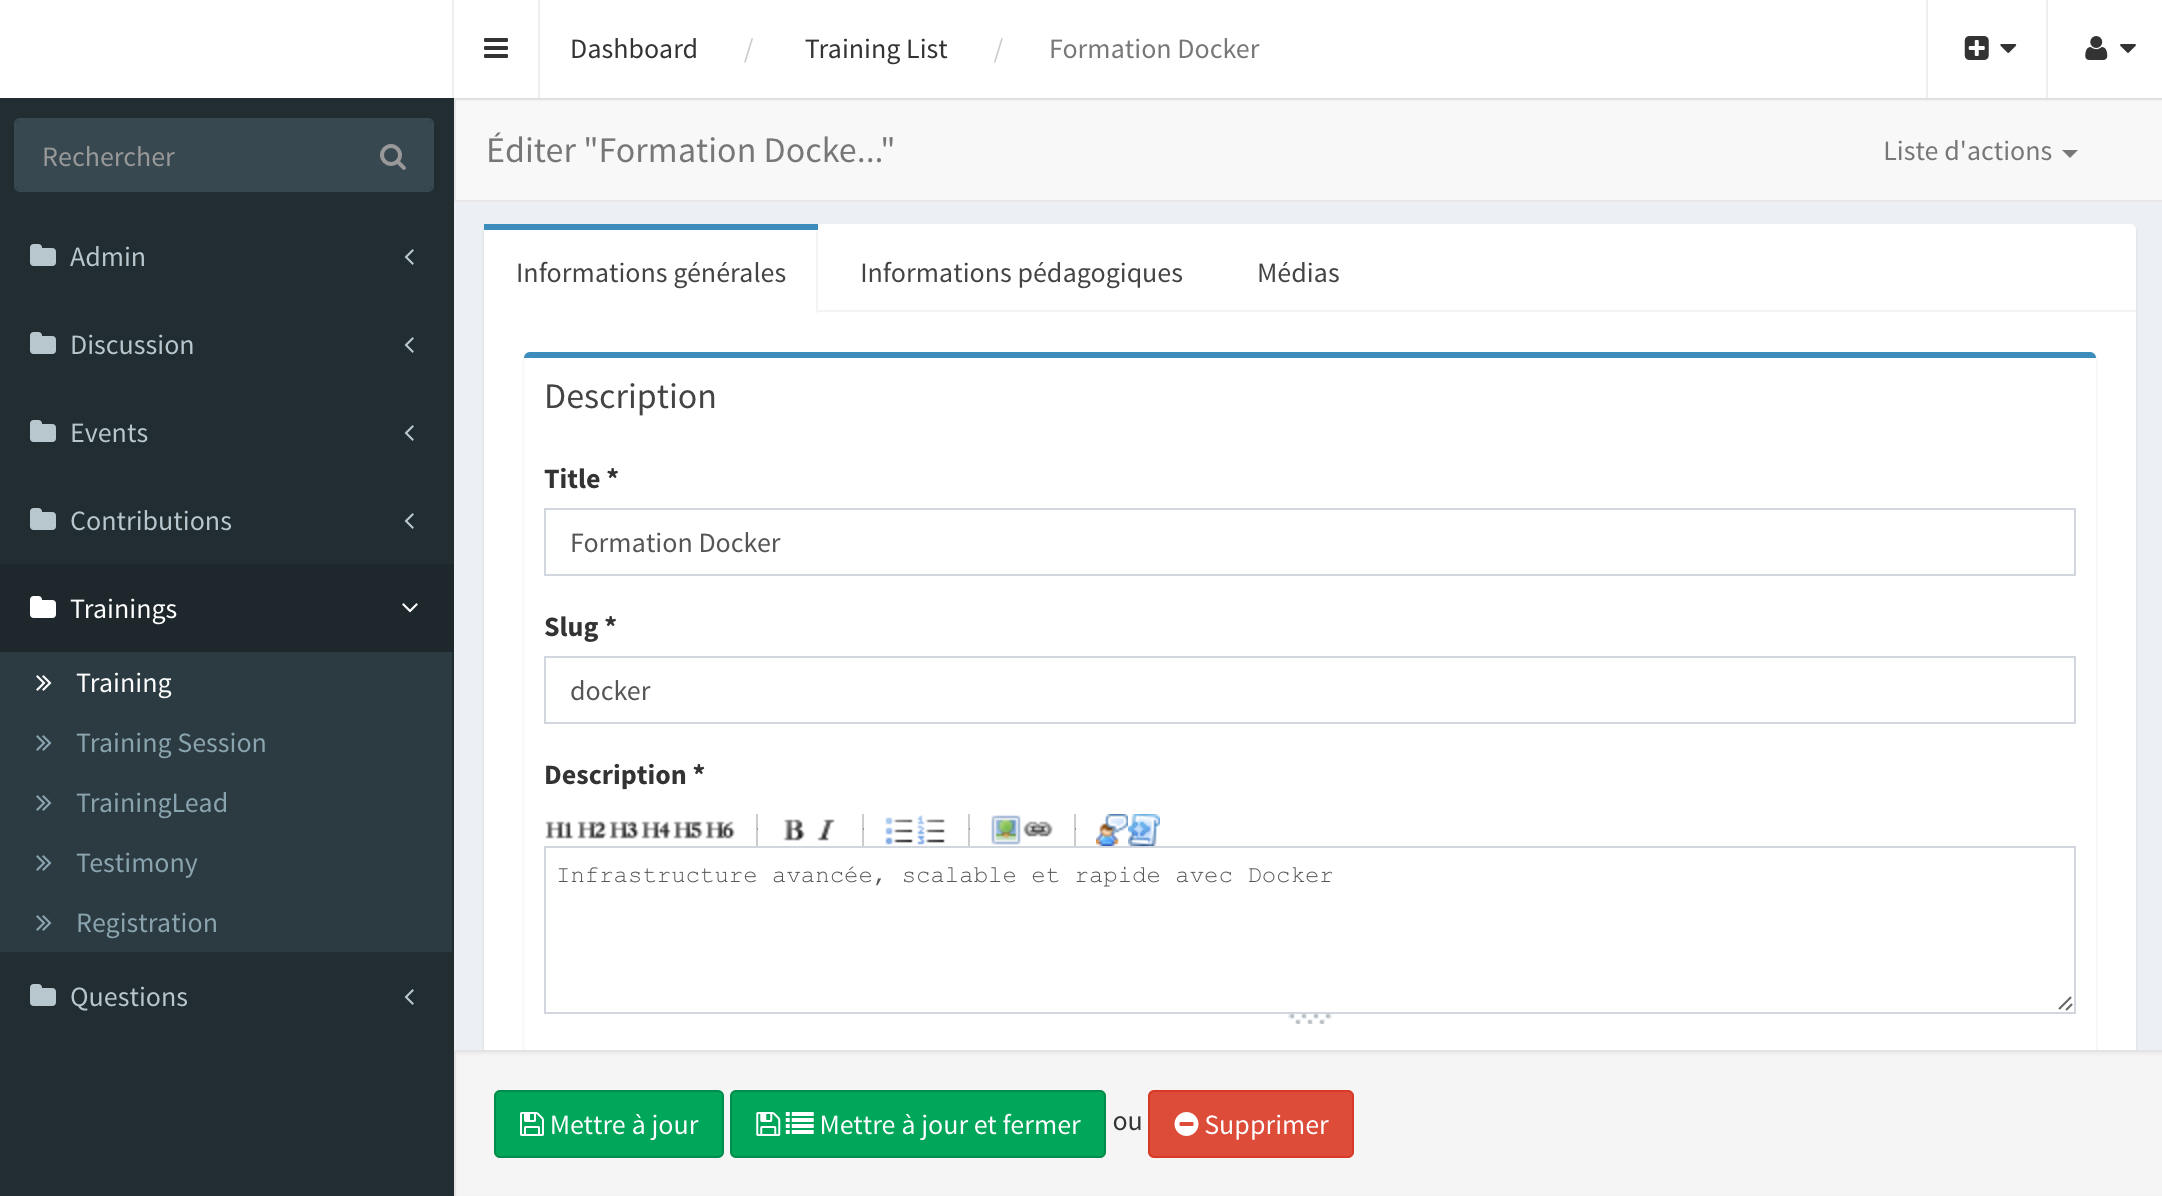 Dashboard / Training List / Formation Docker
Rechercher
Admin
Discussion
Events
Contributions
Trainings
Training
Training Session
TrainingLead
Testimony
Registration
Questions
Éditer "Formation Docke..."
Liste d'actions
Informations générales
Informations pédagogiques
Médias
Description
Title *
Formation Docker
Slug *
docker
Description *
H1 H2 H3 H4 H5 H6 B I
Infrastructure avancée, scalable et rapide avec Docker
Mettre à jour
Mettre à jour et fermer
ou
Supprimer